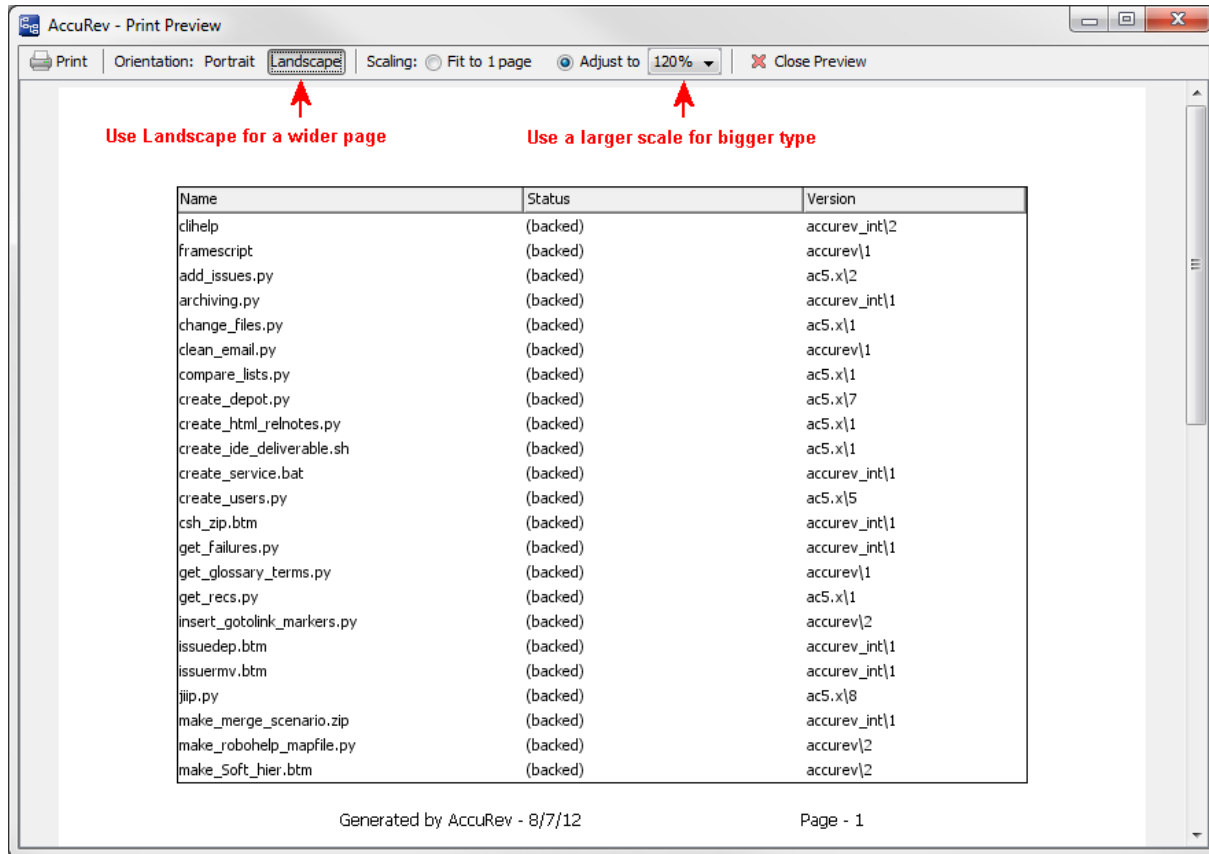 AccuRev - Print Preview
Print Orientation: Portrait Landscape Scaling: Fit to 1 page Adjust to 120% Close Preview
Use Landscape for a wider page Use a larger scale for bigger type
Name Status Version
clihelp (backed) accurev_int\2
framescript (backed) accurev\1
add_issues.py (backed) ac5.x\2
archiving.py (backed) accurev_int\1
change_files.py (backed) ac5.x\1
clean_email.py (backed) accurev\1
compare_lists.py (backed) ac5.x\1
create_depot.py (backed) ac5.x\7
create_html_relnotes.py (backed) ac5.x\1
create_ide_deliverable.sh (backed) ac5.x\1
create_service.bat (backed) accurev_int\1
create_users.py (backed) ac5.x\5
csh_zip.btm (backed) accurev_int\1
get_failures.py (backed) accurev_int\1
get_glossary_terms.py (backed) accurev\1
get_recs.py (backed) ac5.x\1
insert_gotolink_markers.py (backed) accurev\2
issuedep.btm (backed) accurev_int\1
issuermv.btm (backed) accurev_int\1
jiip.py (backed) ac5.x\8
make_merge_scenario.zip (backed) accurev_int\1
make_robohelp_mapfile.py (backed) accurev\2
make_Soft_hier.btm (backed) accurev\2
Generated by AccuRev - 8/7/12 Page - 1